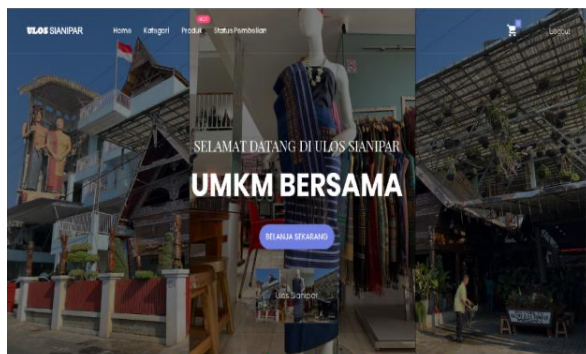 ULOS SIANIPAR
Home Kategori Produk Status Pembelian
Logout
SELAMAT DATANG DI ULOS SIANIPAR
UMKM BERSAMA
BELANJA SEKARANG
Ulos Sianipar